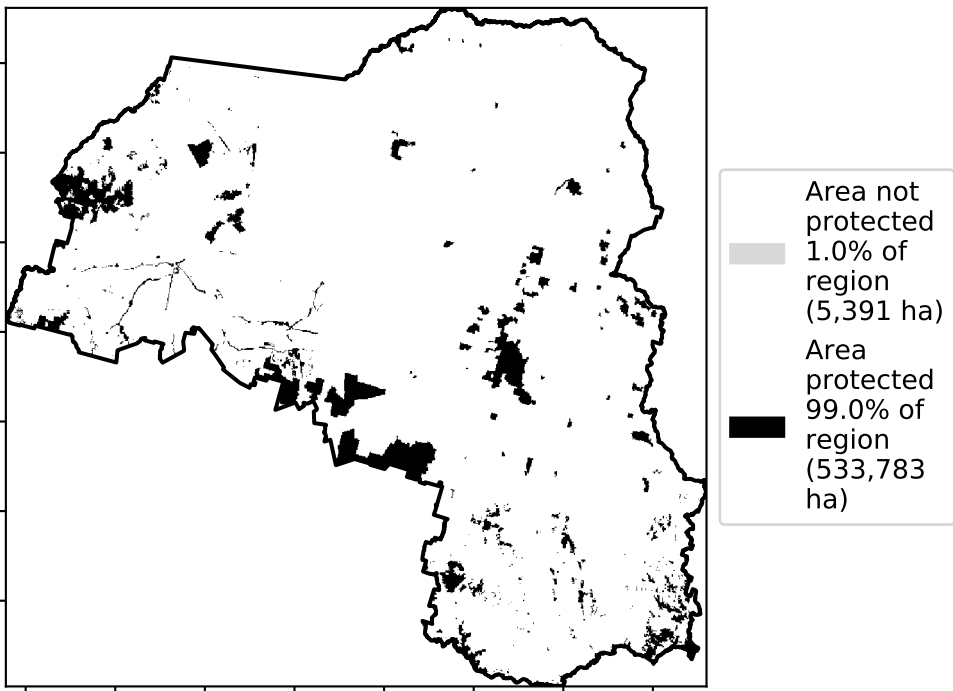 Area not
protected
1.0% of
region
(5,391 ha)
Area
protected
99.0% of
region
(533,783
ha)